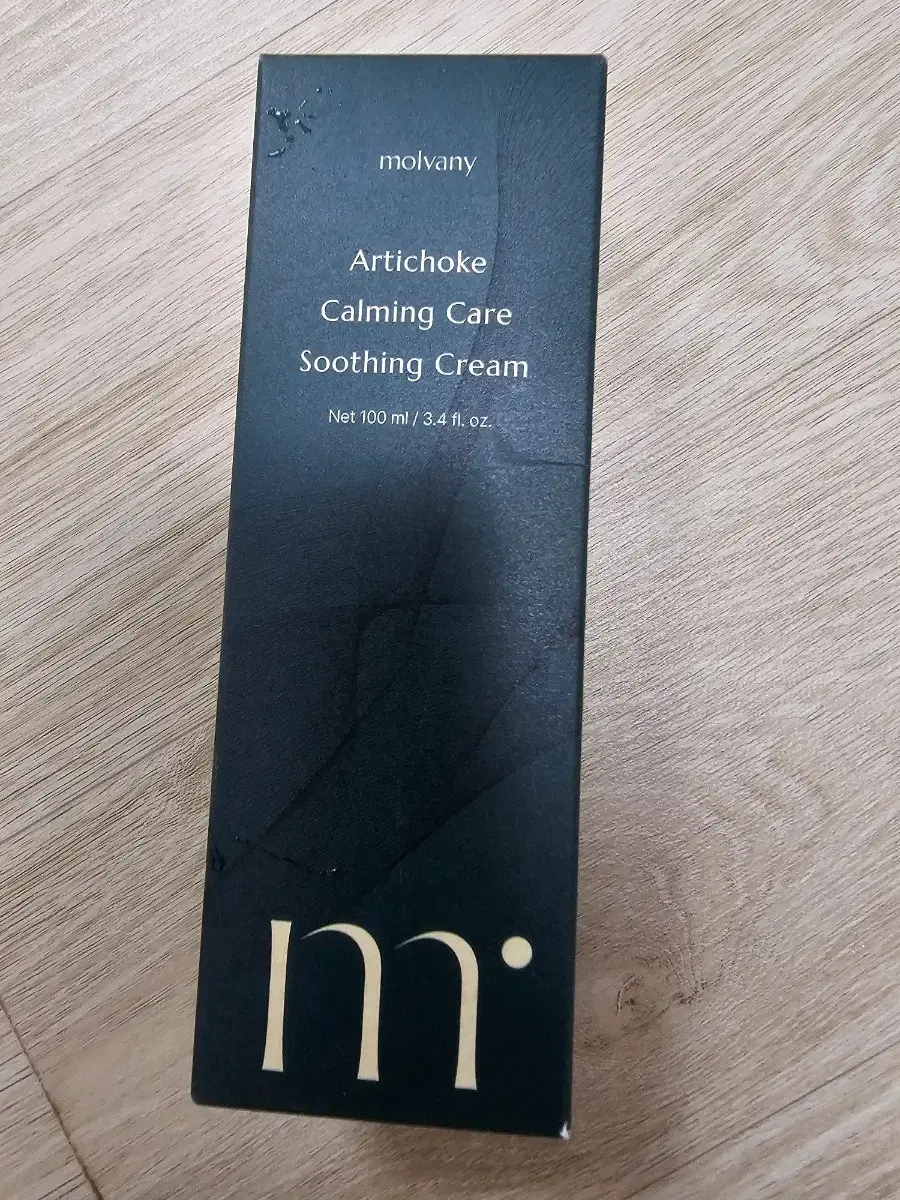 molvany
Artichoke
Calming Care
Soothing Cream
Net 100 ml / 3.4 fl. oz.
m